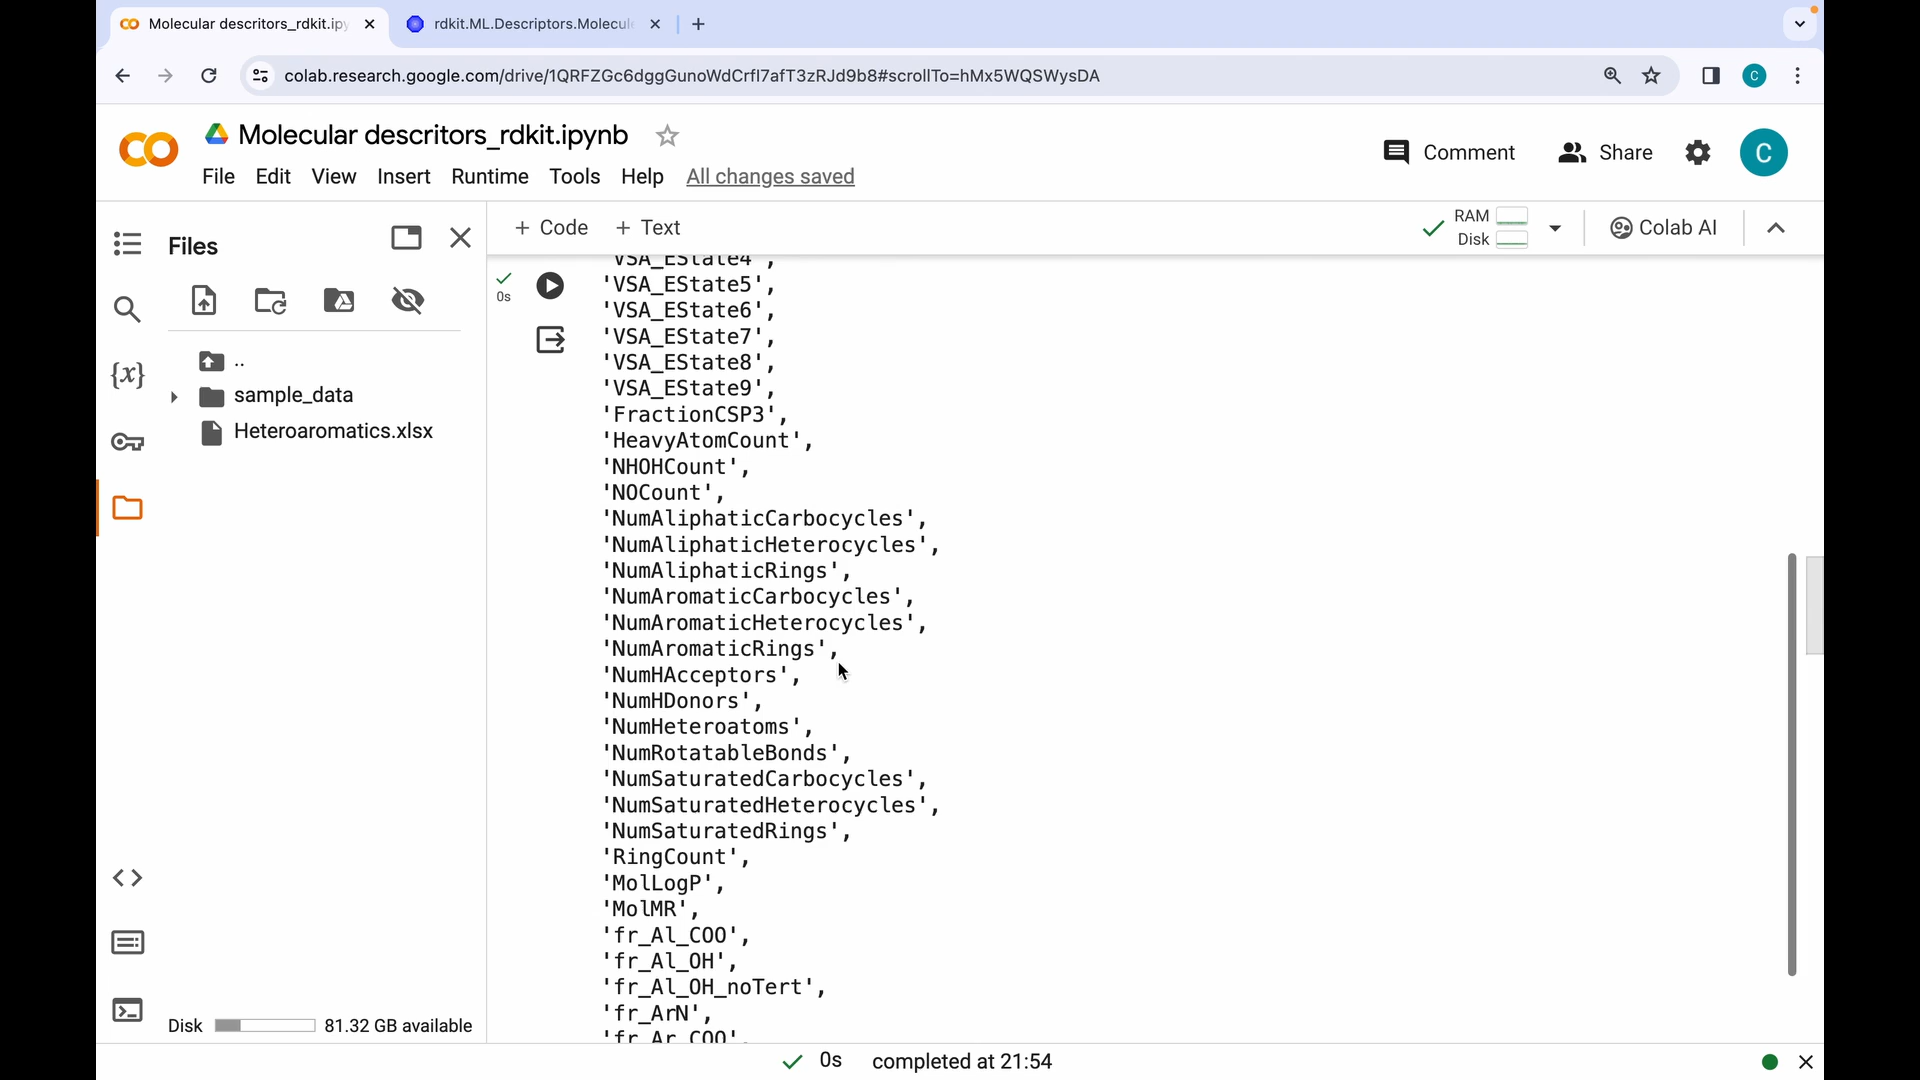 Molecular descritors_rdkit.ipy
rdkit.ML.Descriptors.Molecul
colab.research.google.com/drive/1QRFZGc6dggGunoWdCrfI7afT3zRJd9b8#scrollTo=hMx5WQSWysDA
C
Molecular descritors_rdkit.ipynb
Comment
Share
C
File Edit View Insert Runtime Tools Help All changes saved
Files
+ Code + Text
RAM
Disk
Colab AI
0s
..
sample_data
Heteroaromatics.xlsx
{x}
'VSA_EState4',
'VSA_EState5',
'VSA_EState6',
'VSA_EState7',
'VSA_EState8',
'VSA_EState9',
'FractionCSP3',
'HeavyAtomCount',
'NHOHCount',
'NOCount',
'NumAliphaticCarbocycles',
'NumAliphaticHeterocycles',
'NumAliphaticRings',
'NumAromaticCarbocycles',
'NumAromaticHeterocycles',
'NumAromaticRings',
'NumHAcceptors',
'NumHDonors',
'NumHeteroatoms',
'NumRotatableBonds',
'NumSaturatedCarbocycles',
'NumSaturatedHeterocycles',
'NumSaturatedRings',
'RingCount',
'MolLogP',
'MolMR',
'fr_Al_COO',
'fr_Al_OH',
'fr_Al_OH_noTert',
'fr_ArN',
'fr_Ar_COO',
Disk 81.32 GB available
0s completed at 21:54